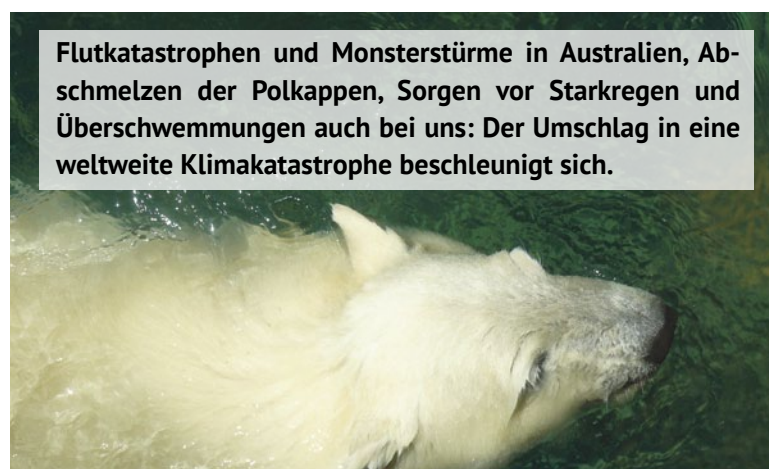 Flutkatastrophen und Monsterstürme in Australien, Ab-
schmelzen der Polkappen, Sorgen vor Starkregen und
Überschwemmungen auch bei uns: Der Umschlag in eine
weltweite Klimakatastrophe beschleunigt sich.